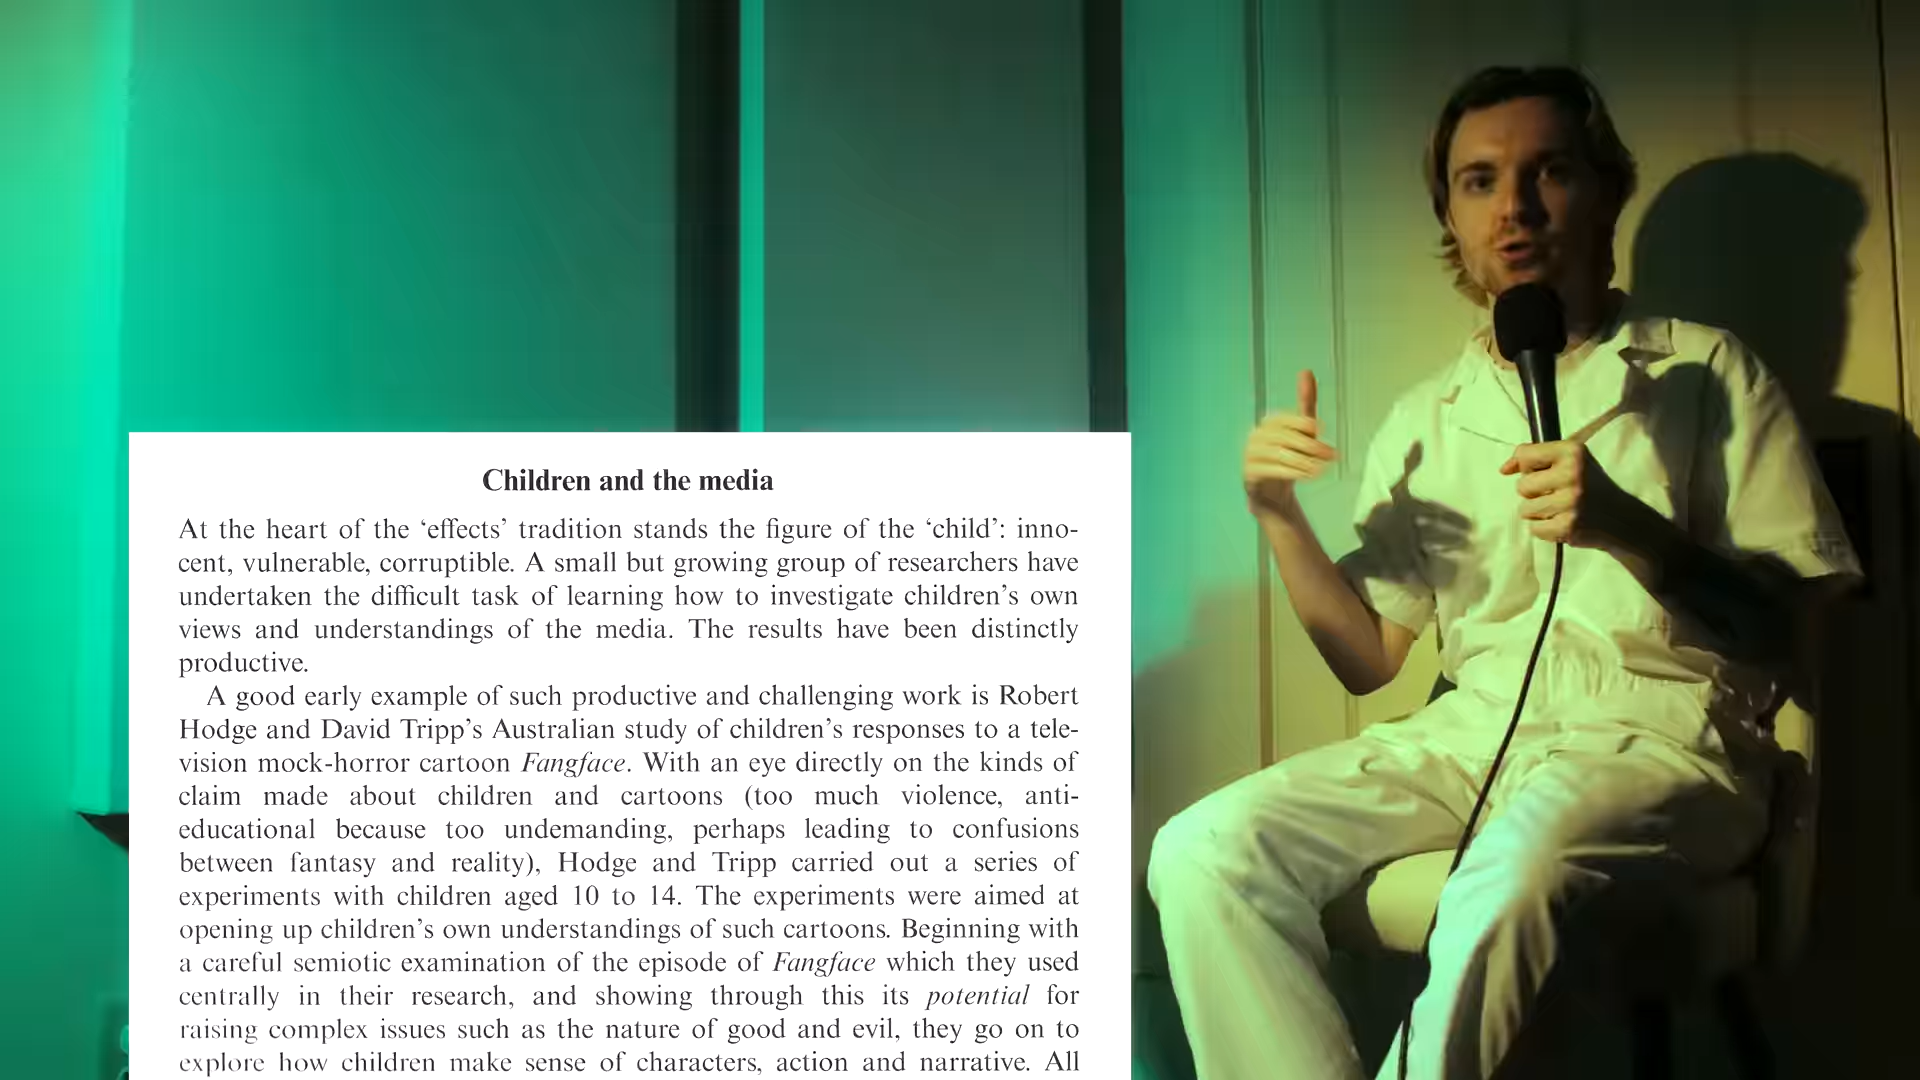 Children and the media
At the heart of the ‘effects’ tradition stands the figure of the ‘child’: inno-
cent, vulnerable, corruptible. A small but growing group of researchers have
undertaken the difficult task of learning how to investigate children’s own
views and understandings of the media. The results have been distinctly
productive.
A good early example of such productive and challenging work is Robert
Hodge and David Tripp’s Australian study of children’s responses to a tele-
vision mock-horror cartoon Fangface. With an eye directly on the kinds of
claim made about children and cartoons (too much violence, anti-
educational because too undemanding, perhaps leading to confusions
between fantasy and reality), Hodge and Tripp carried out a series of
experiments with children aged 10 to 14. The experiments were aimed at
opening up children’s own understandings of such cartoons. Beginning with
a careful semiotic examination of the episode of Fangface which they used
centrally in their research, and showing through this its potential for
raising complex issues such as the nature of good and evil, they go on to
explore how children make sense of characters, action and narrative. All